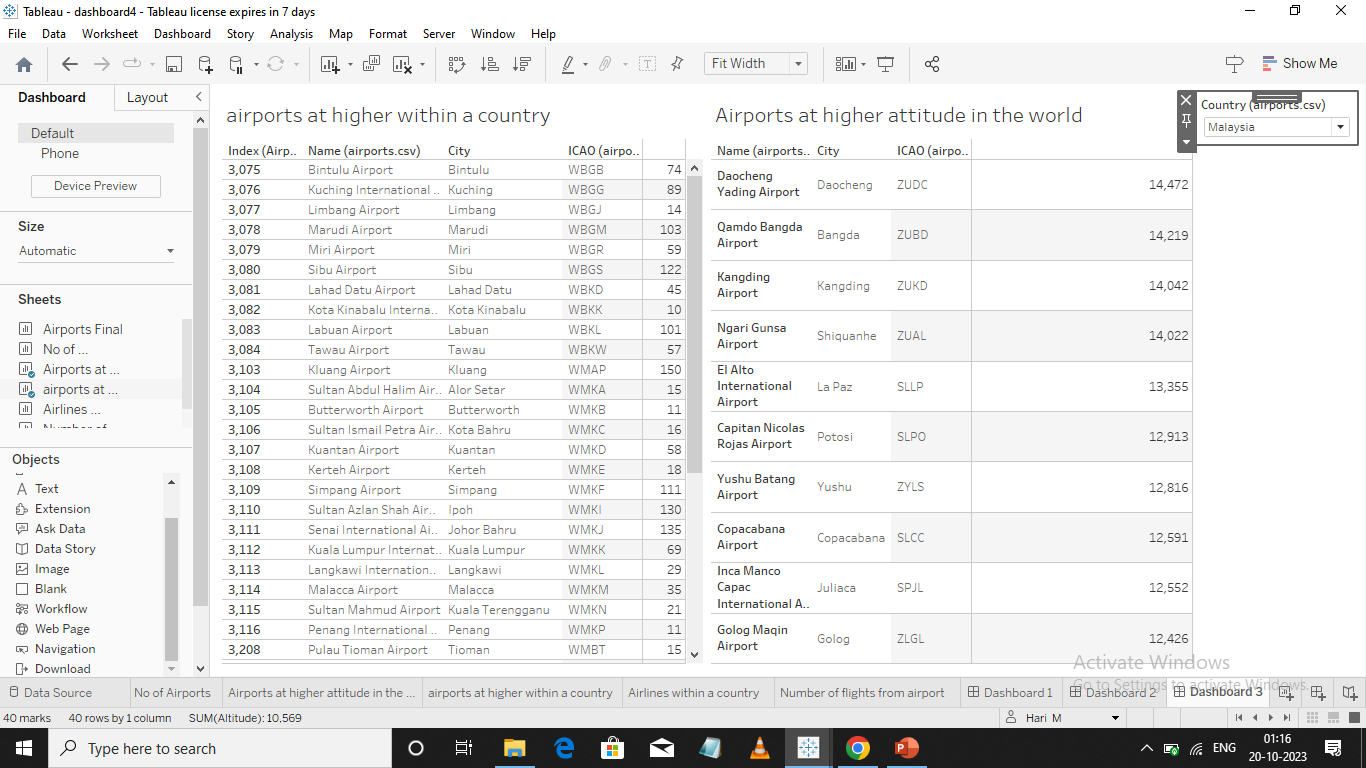 Tableau - dashboard4 - Tableau license expires in 7 days
File Data Worksheet Dashboard Story Analysis Map Format Server Window Help
Fit Width
Show Me
Dashboard Layout
Default
Phone
Device Preview
Size
Automatic
Sheets
Airports Final
No of ...
Airports at ...
airports at ...
Airlines ...
Objects
Text
Extension
Ask Data
Data Story
Image
Blank
Workflow
Web Page
Navigation
Download
airports at higher within a country
Index (Airp.. Name (airports.csv) City ICAO (airpo..
3,075 Bintulu Airport Bintulu WBGB 74
3,076 Kuching International .. Kuching WBGG 89
3,077 Limbang Airport Limbang WBGJ 14
3,078 Marudi Airport Marudi WBGM 103
3,079 Miri Airport Miri WBGR 59
3,080 Sibu Airport Sibu WBGS 122
3,081 Lahad Datu Airport Lahad Datu WBKD 45
3,082 Kota Kinabalu Interna.. Kota Kinabalu WBKK 10
3,083 Labuan Airport Labuan WBKL 101
3,084 Tawau Airport Tawau WBKW 57
3,103 Kluang Airport Kluang WMAP 150
3,104 Sultan Abdul Halim Air.. Alor Setar WMKA 15
3,105 Butterworth Airport Butterworth WMKB 11
3,106 Sultan Ismail Petra Air.. Kota Bahru WMKC 16
3,107 Kuantan Airport Kuantan WMKD 58
3,108 Kerteh Airport Kerteh WMKE 18
3,109 Simpang Airport Simpang WMKF 111
3,110 Sultan Azlan Shah Air.. Ipoh WMKI 130
3,111 Senai International Ai.. Johor Bahru WMKJ 135
3,112 Kuala Lumpur Internat.. Kuala Lumpur WMKK 69
3,113 Langkawi Internation.. Langkawi WMKL 29
3,114 Malacca Airport Malacca WMKM 35
3,115 Sultan Mahmud Airport Kuala Terengganu WMKN 21
3,116 Penang International .. Penang WMKP 11
3,208 Pulau Tioman Airport Tioman WMBT 15
Airports at higher attitude in the world
Name (airports.. City ICAO (airpo..
Daocheng
Yading Airport Daocheng ZUDC 14,472
Qamdo Bangda
Airport Bangda ZUBD 14,219
Kangding
Airport Kangding ZUKD 14,042
Ngari Gunsa
Airport Shiquanhe ZUAL 14,022
El Alto
International La Paz SLLP 13,355
Airport
Capitan Nicolas
Rojas Airport Potosi SLPO 12,913
Yushu Batang
Airport Yushu ZYLS 12,816
Copacabana
Airport Copacabana SLCC 12,591
Inca Manco
Capac Juliaca SPJL 12,552
International A..
Golog Maqin
Airport Golog ZLGL 12,426
Country (airports.csv)
Malaysia
Activate Windows
Go to Settings to activate Windows.
Data Source No of Airports Airports at higher attitude in the ... airports at higher within a country Airlines within a country Number of flights from airport Dashboard 1 Dashboard 2 Dashboard 3
40 marks 40 rows by 1 column SUM(Altitude): 10,569 Hari M
Type here to search
ENG
01:16
20-10-2023